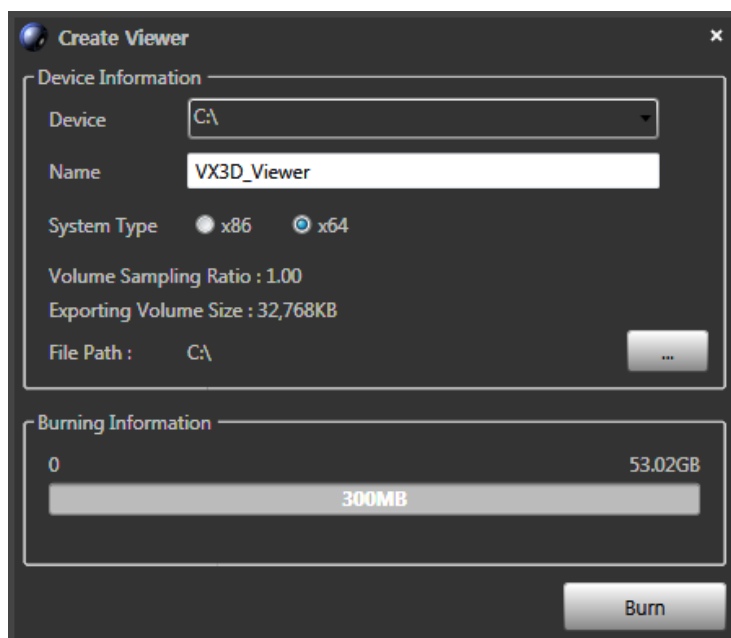 Create Viewer
Device Information
Device C:\
Name VX3D_Viewer
System Type x86 x64
Volume Sampling Ratio : 1.00
Exporting Volume Size : 32,768KB
File Path : C:\ ...
Burning Information
0 53.02GB
300MB
Burn